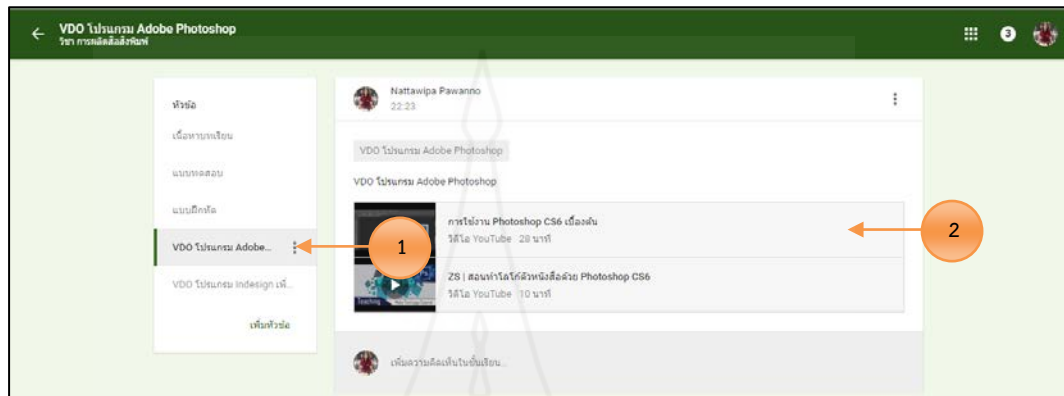 VDO โปรแกรม Adobe Photoshop
วิชา การผลิตสื่อสิ่งพิมพ์
3
หัวข้อ
เนื้อหาบทเรียน
แบบทดสอบ
แบบฝึกหัด
VDO โปรแกรม Adobe...
VDO โปรแกรม Indesign เพิ่...
เพิ่มหัวข้อ
Nattawipa Pawanno
22:23
VDO โปรแกรม Adobe Photoshop
VDO โปรแกรม Adobe Photoshop
การใช้งาน Photoshop CS6 เบื้องต้น
วิดีโอ YouTube 28 นาที
ZS | สอนทำโลโก้ตัวหนังสือด้วย Photoshop CS6
วิดีโอ YouTube 10 นาที
Teaching
เพิ่มความคิดเห็นในชั้นเรียน...
1
2